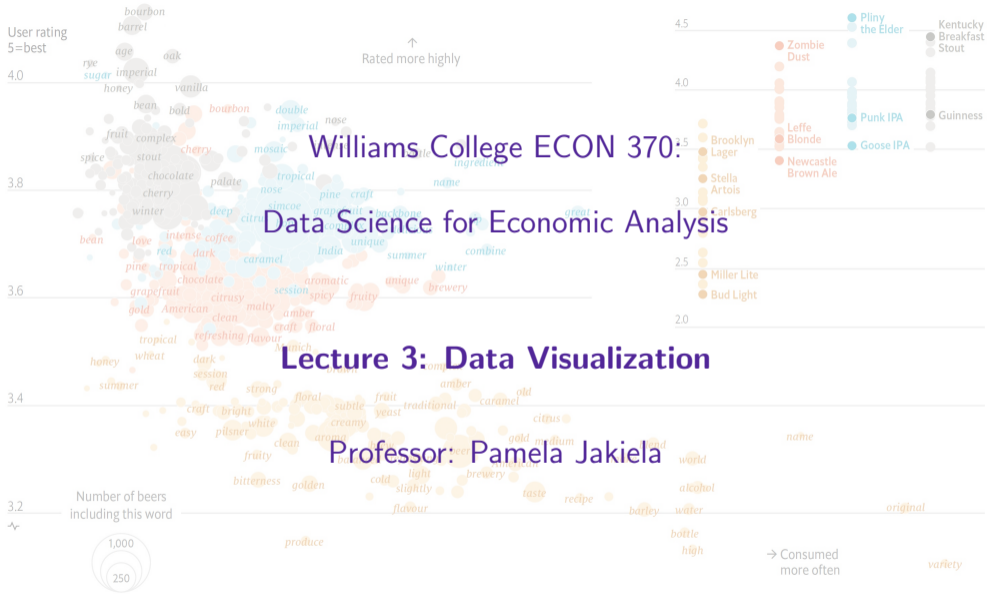 bourbon
barrel
User rating
5=best
age
oak
rye
sugar
imperial
↑
Rated more highly
4.0
honey
vanilla
bean
bold
bourbon
double
imperial
nose
fruit
complex
cherry
mosaic
Williams College ECON 370:
spice
stout
ingredient
chocolate
palate
tropical
name
3.8
cherry
nose
pine
craft
winter
deep
simcoe
great
Data Science for Economic Analysis
bean
love
intense
coffee
unique
red
dark
India
summer
combine
caramel
pine
tropical
winter
chocolate
aromatic
unique
brewery
3.6
grapefruit
citrusy
session
spicy
fruity
gold
American
malty
amber
clean
craft
floral
refreshing
flavour
tropical
Lecture 3: Data Visualization
honey
wheat
dark
session
summer
red
strong
amber
old
floral
fruit
caramel
3.4
craft
bright
subtle
yeast
traditional
white
creamy
citrus
easy
pilsner
clean
gold
medium
name
Professor: Pamela Jakiela
fruity
world
bitterness
golden
cold
light
brewery
slightly
taste
recipe
alcohol
3.2
flavour
barley
water
original
produce
bottle
high
variety
Number of beers
including this word
1,000
250
→ Consumed
more often
4.5
Pliny
the Elder
Kentucky
Breakfast
Stout
Zombie
Dust
4.0
Punk IPA
Guinness
Leffe
Blonde
3.5
Brooklyn
Lager
Goose IPA
Newcastle
Brown Ale
Stella
Artois
3.0
Carlsberg
2.5
Miller Lite
Bud Light
2.0